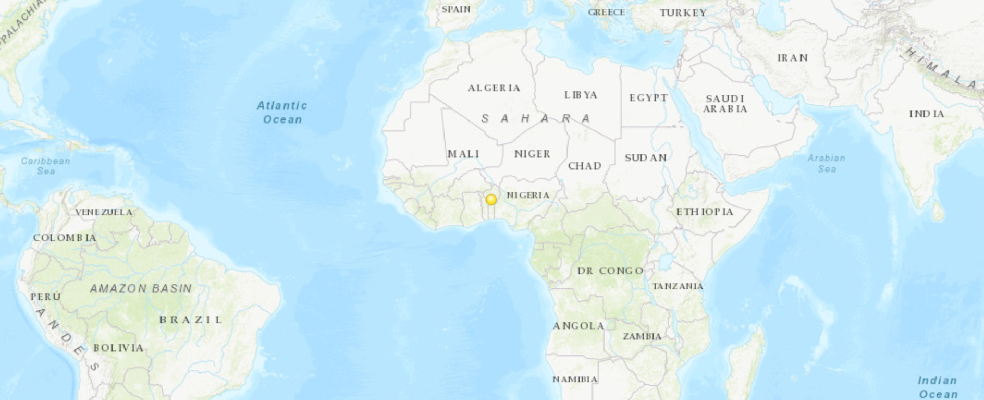 SPAIN
GREECE
TURKEY
PALACHIAN
IRAN
HIMALA
ALGERIA
LIBYA
EGYPT
SAUDI
ARABIA
INDIA
Atlantic
Ocean
SAHARA
MALI
NIGER
CHAD
SUDAN
Arabian
Sea
Caribbean
Sea
NIGERIA
VENEZUELA
ETHIOPIA
COLOMBIA
DR CONGO
AMAZON BASIN
TANZANIA
PERU
BRAZIL
ANGOLA
ZAMBIA
ANDES
BOLIVIA
NAMIBIA
Indian
Ocean